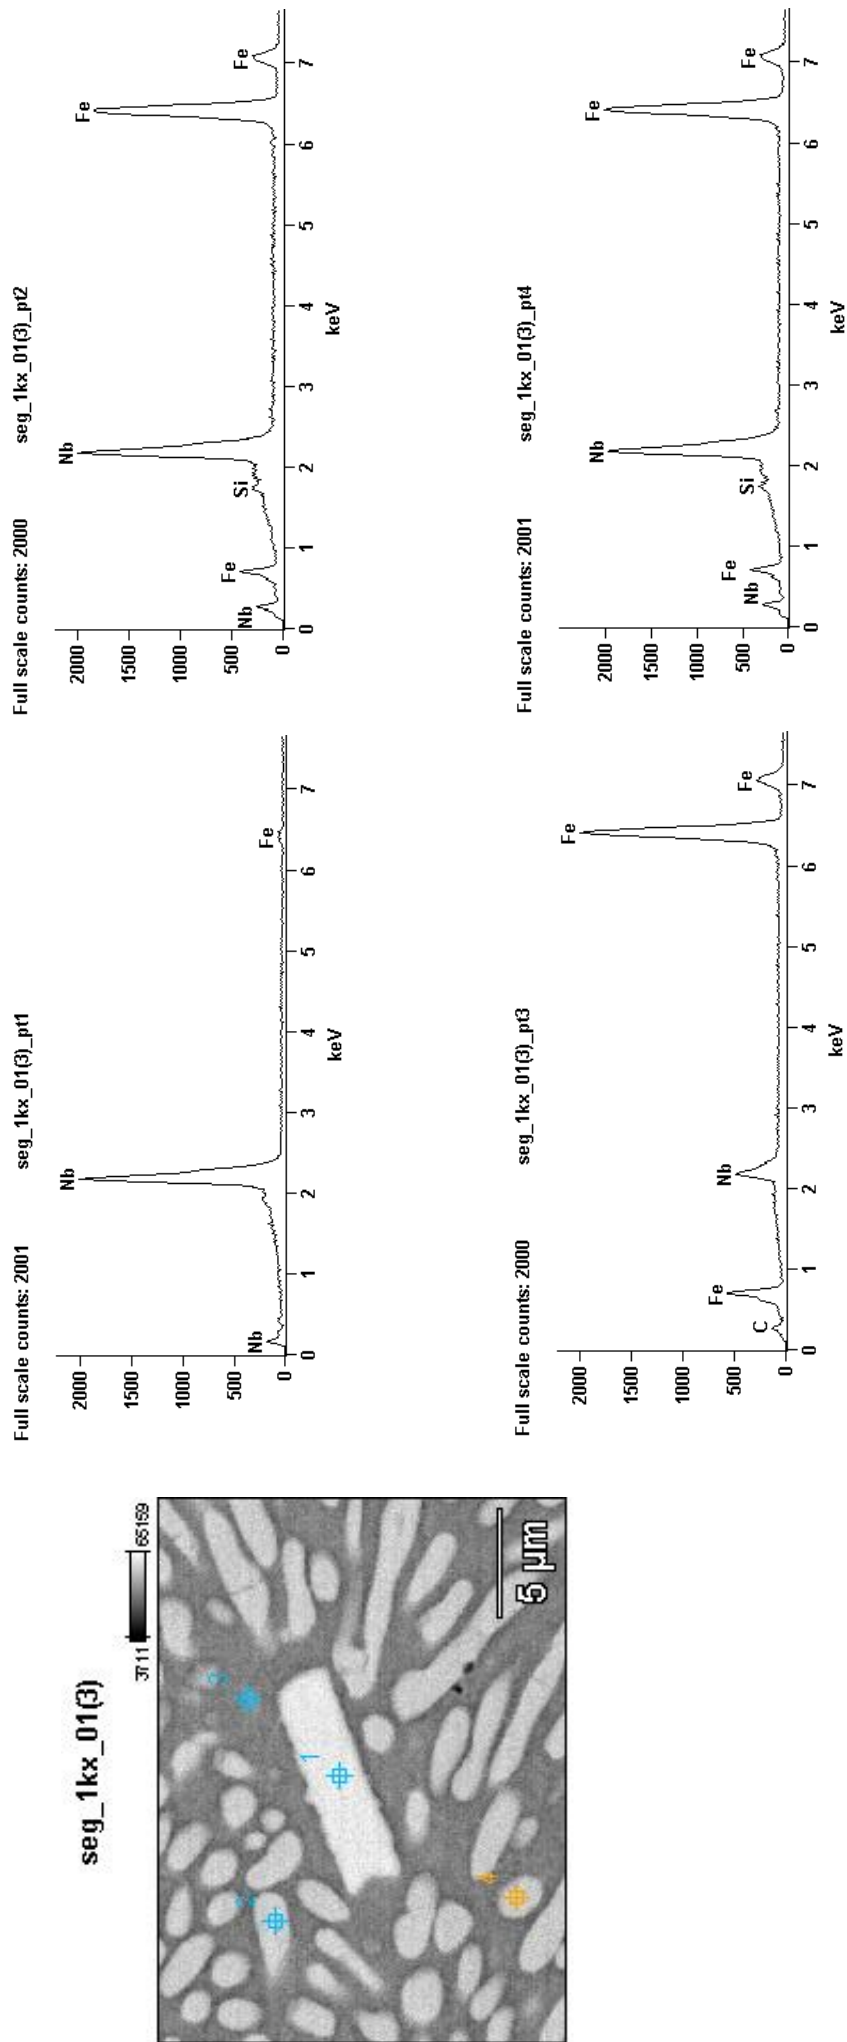 seg_1kx_01(3)
3711 65159
1
2
3
4
5 µm
Full scale counts: 2001 seg_1kx_01(3)_pt1
2000
1500
1000
500
0
Nb
Nb
Fe
0 1 2 3 4 5 6 7
keV
Full scale counts: 2000 seg_1kx_01(3)_pt2
2000
1500
1000
500
0
Nb
Fe
Si
Nb
Fe
Fe
0 1 2 3 4 5 6 7
keV
Full scale counts: 2000 seg_1kx_01(3)_pt3
2000
1500
1000
500
0
C
Fe
Nb
Fe
Fe
0 1 2 3 4 5 6 7
keV
Full scale counts: 2001 seg_1kx_01(3)_pt4
2000
1500
1000
500
0
Nb
Fe
Si
Nb
Fe
Fe
0 1 2 3 4 5 6 7
keV